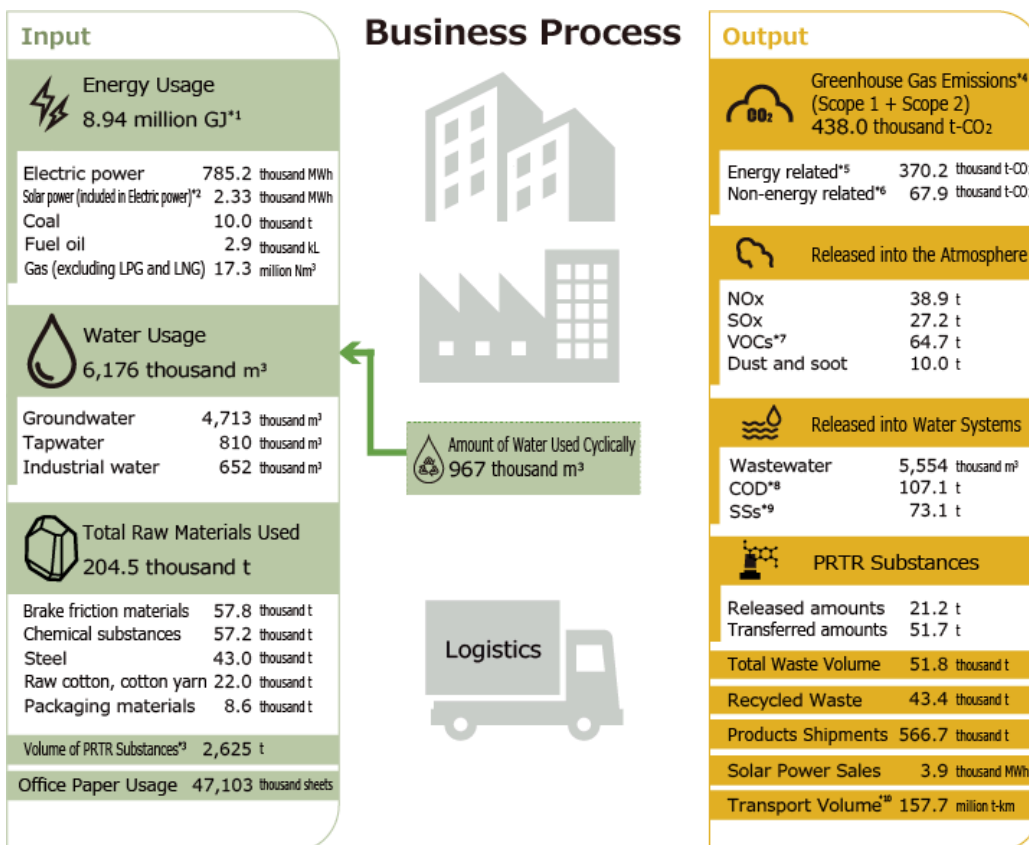 Business Process
Input
Energy Usage
8.94 million GJ*1
Electric power 785.2 thousand MWh
Solar power (included in Electric power)*2 2.33 thousand MWh
Coal 10.0 thousand t
Fuel oil 2.9 thousand kL
Gas (excluding LPG and LNG) 17.3 million Nm³
Water Usage
6,176 thousand m³
Groundwater 4,713 thousand m³
Tapwater 810 thousand m³
Industrial water 652 thousand m³
Total Raw Materials Used
204.5 thousand t
Brake friction materials 57.8 thousand t
Chemical substances 57.2 thousand t
Steel 43.0 thousand t
Raw cotton, cotton yarn 22.0 thousand t
Packaging materials 8.6 thousand t
Volume of PRTR Substances*3 2,625 t
Office Paper Usage 47,103 thousand sheets
Amount of Water Used Cyclically
967 thousand m³
Logistics
Output
CO₂
Greenhouse Gas Emissions*4
(Scope 1 + Scope 2)
438.0 thousand t-CO₂
Energy related*5 370.2 thousand t-CO
Non-energy related*6 67.9 thousand t-CO
Released into the Atmosphere
NOx 38.9 t
SOx 27.2 t
VOCs*7 64.7 t
Dust and soot 10.0 t
Released into Water Systems
Wastewater 5,554 thousand m³
COD*8 107.1 t
SSs*9 73.1 t
PRTR Substances
Released amounts 21.2 t
Transferred amounts 51.7 t
Total Waste Volume 51.8 thousand t
Recycled Waste 43.4 thousand t
Products Shipments 566.7 thousand t
Solar Power Sales 3.9 thousand MWh
Transport Volume*10 157.7 million t-km